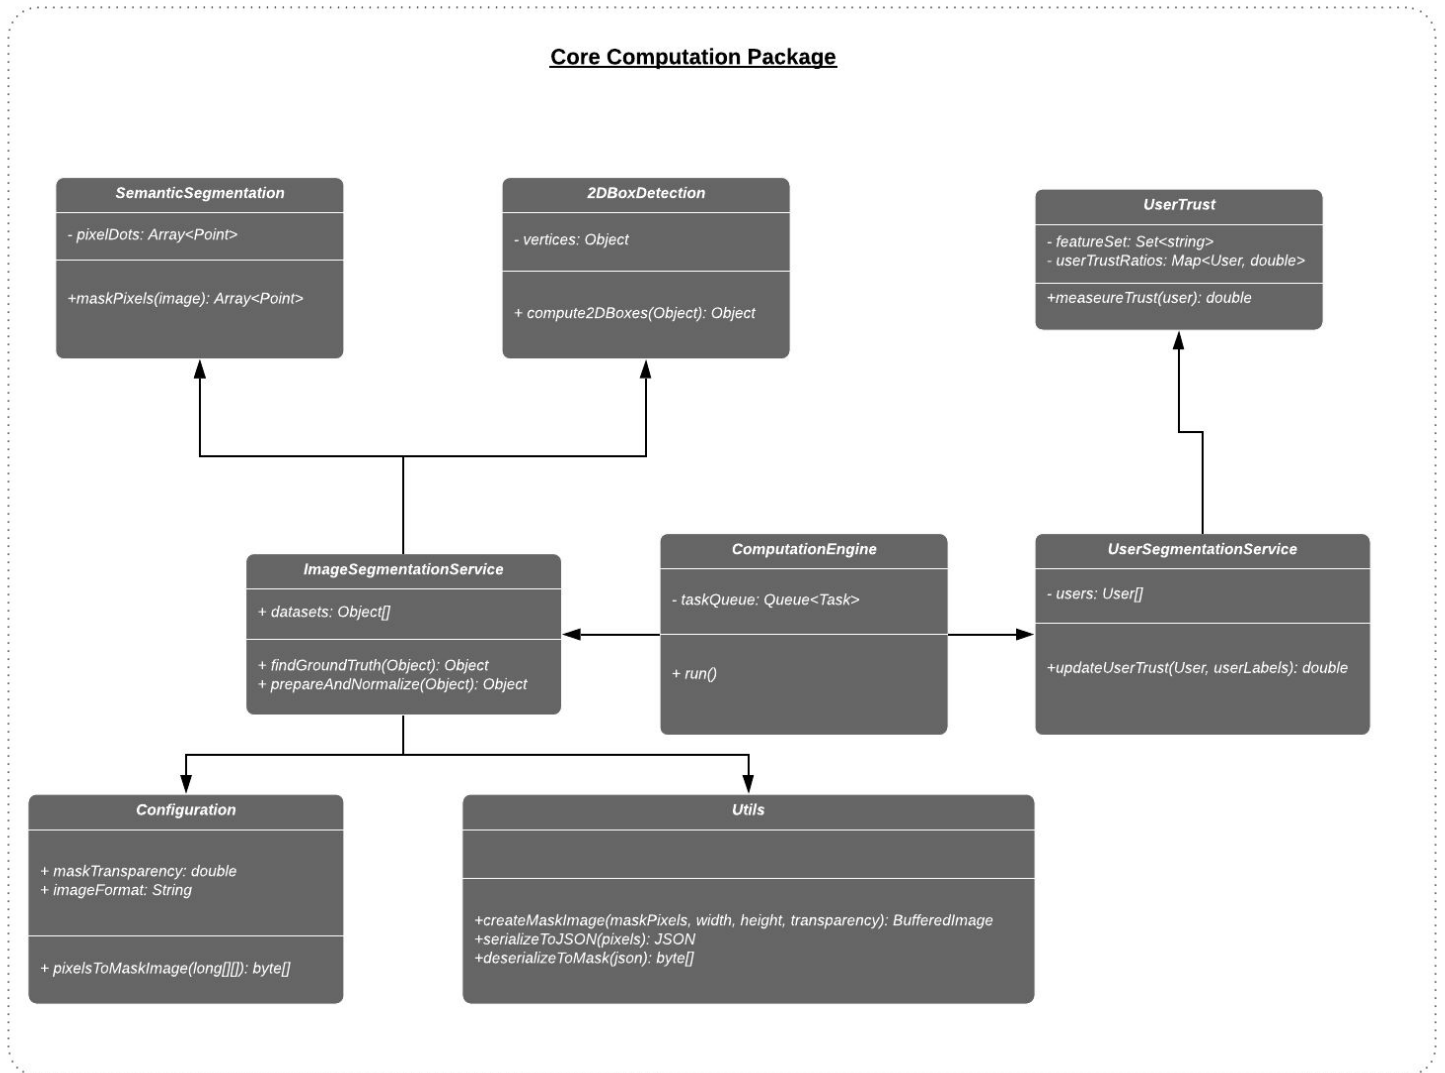 Core Computation Package
SemanticSegmentation
- pixelDots: Array<Point>
+maskPixels(image): Array<Point>
2DBoxDetection
- vertices: Object
+ compute2DBoxes(Object): Object
UserTrust
- featureSet: Set<string>
- userTrustRatios: Map<User, double>
+measeureTrust(user): double
ImageSegmentationService
+ datasets: Object[]
+ findGroundTruth(Object): Object
+ prepareAndNormalize(Object): Object
ComputationEngine
- taskQueue: Queue<Task>
+ run()
UserSegmentationService
- users: User[]
+updateUserTrust(User, userLabels): double
Configuration
+ maskTransparency: double
+ imageFormat: String
+ pixelsToMaskImage(long[][]): byte[]
Utils
+createMaskImage(maskPixels, width, height, transparency): BufferedImage
+serializeToJSON(pixels): JSON
+deserializeToMask(json): byte[]